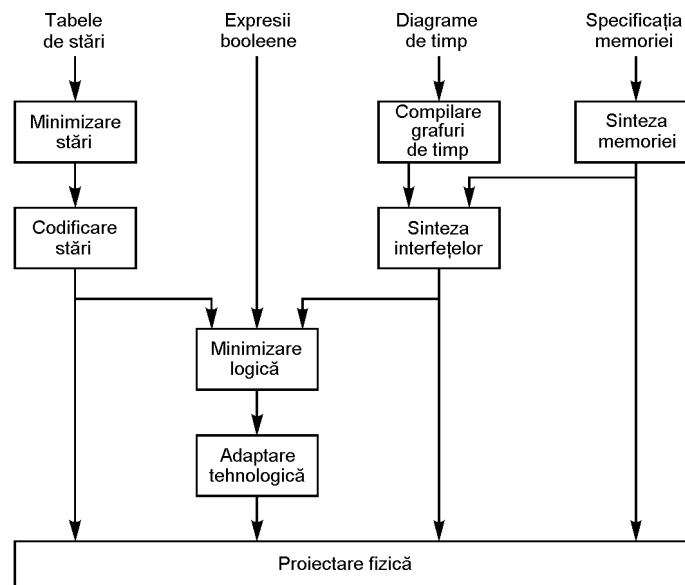 Tabele
de stări
Expresii
booleene
Diagrame
de timp
Specificația
memoriei
Minimizare
stări
Compilare
grafuri
de timp
Sinteza
memoriei
Codificare
stări
Sinteza
interfețelor
Minimizare
logică
Adaptare
tehnologică
Proiectare fizică